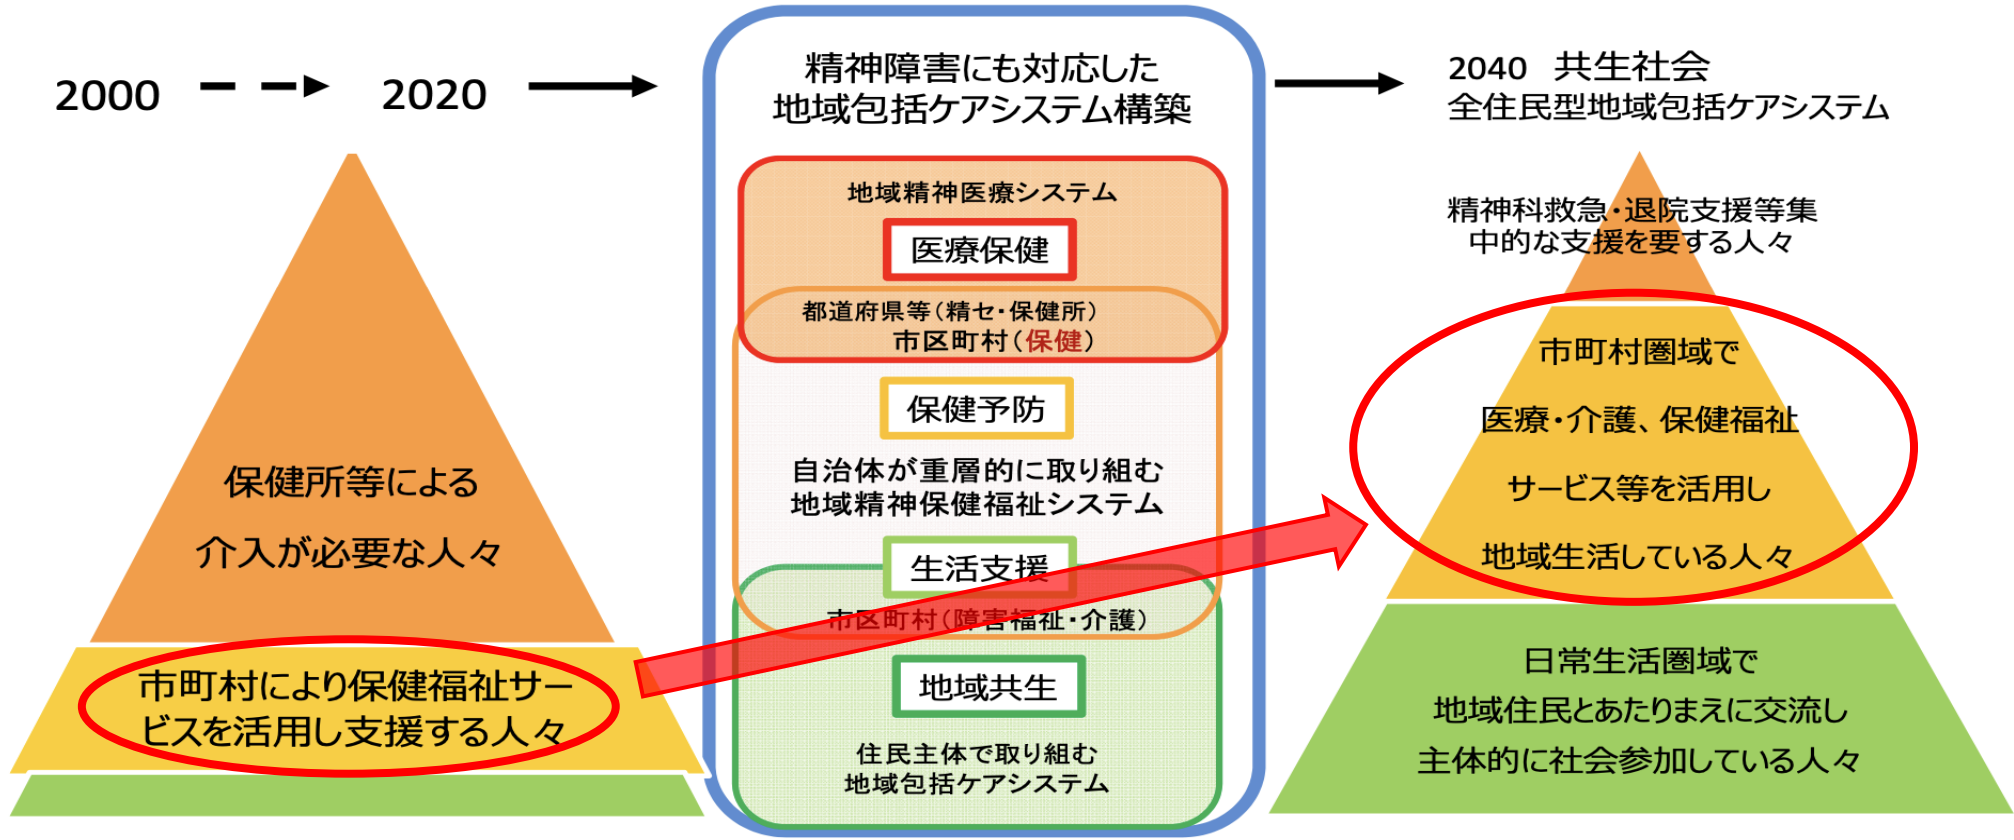 2000
2020
保健所等による
介入が必要な人々
市町村により保健福祉サー
ビスを活用し支援する人々
精神障害にも対応した
地域包括ケアシステム構築
地域精神医療システム
医療保健
都道府県等（精セ・保健所）
市区町村（保健）
保健予防
自治体が重層的に取り組む
地域精神保健福祉システム
生活支援
市区町村（障害福祉・介護）
地域共生
住民主体で取り組む
地域包括ケアシステム
2040 共生社会
全住民型地域包括ケアシステム
精神科救急・退院支援等集
中的な支援を要する人々
市町村圏域で
医療・介護、保健福祉
サービス等を活用し
地域生活している人々
日常生活圏域で
地域住民とあたりまえに交流し
主体的に社会参加している人々